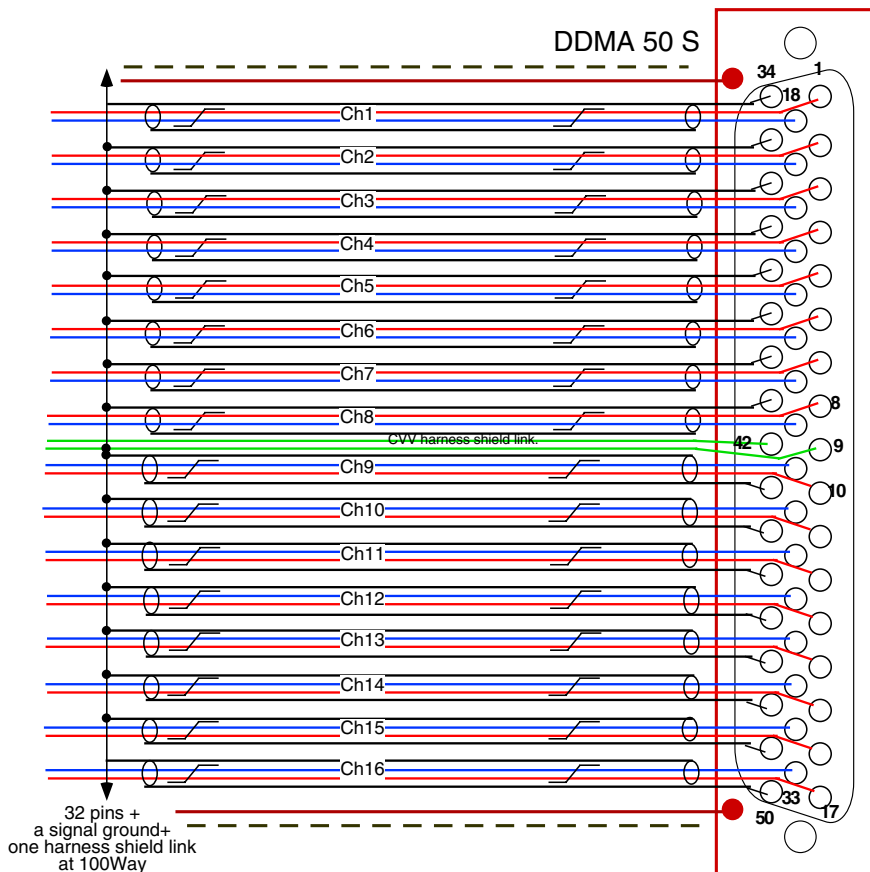 DDMA 50 S
34
1
18
Ch1
Ch2
Ch3
Ch4
Ch5
Ch6
Ch7
Ch8
8
CVV harness shield link.
42
9
Ch9
10
Ch10
Ch11
Ch12
Ch13
Ch14
Ch15
Ch16
33
17
50
32 pins +
a signal ground+
one harness shield link
at 100Way